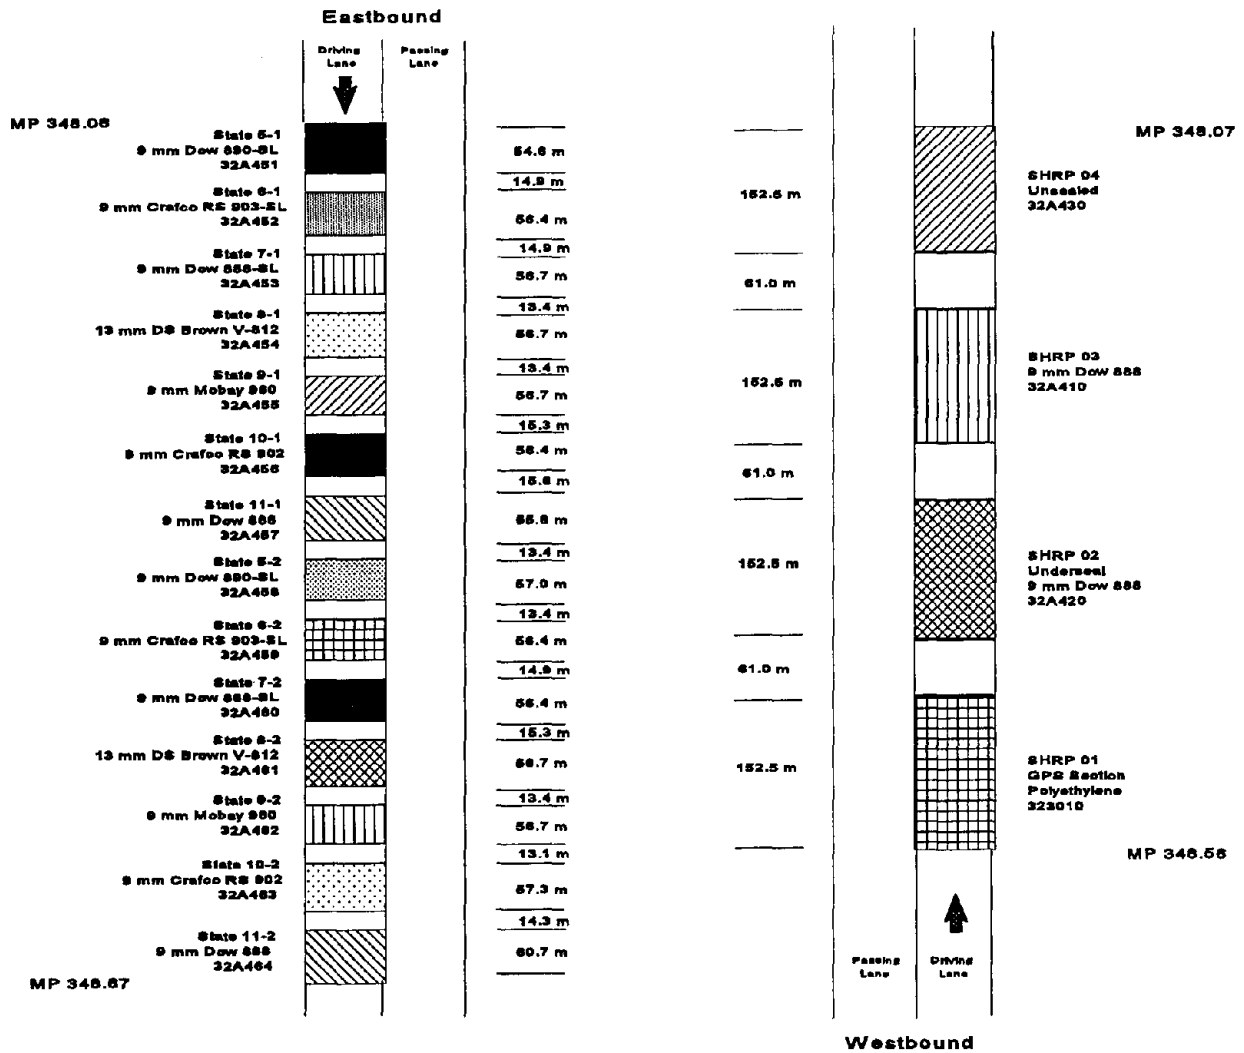 Eastbound
Driving
Lane
Passing
Lane
MP 348.06
State 5-1
9 mm Dow 890-SL
32A451
State 6-1
9 mm Crafco RS 903-SL
32A452
State 7-1
9 mm Dow 888-SL
32A453
State 8-1
13 mm DS Brown V-812
32A454
State 9-1
9 mm Mobay 960
32A455
State 10-1
9 mm Crafco RS 902
32A456
State 11-1
9 mm Dow 888
32A457
State 5-2
9 mm Dow 890-SL
32A458
State 6-2
9 mm Crafco RS 903-SL
32A459
State 7-2
9 mm Dow 888-SL
32A460
State 8-2
13 mm DS Brown V-812
32A461
State 9-2
9 mm Mobay 960
32A462
State 10-2
9 mm Crafco RS 902
32A463
State 11-2
9 mm Dow 888
32A464
MP 348.67
54.6 m
14.9 m
56.4 m
14.9 m
56.7 m
13.4 m
56.7 m
13.4 m
56.7 m
15.3 m
56.4 m
15.6 m
55.8 m
13.4 m
57.0 m
13.4 m
56.4 m
14.9 m
56.4 m
15.3 m
56.7 m
13.4 m
56.7 m
13.1 m
57.3 m
14.3 m
60.7 m
152.5 m
61.0 m
152.5 m
61.0 m
152.5 m
61.0 m
152.5 m
MP 348.07
SHRP 04
Unsealed
32A430
SHRP 03
9 mm Dow 888
32A410
SHRP 02
Underseal
9 mm Dow 888
32A420
SHRP 01
GPS Section
Polyethylene
323010
MP 348.56
Passing
Lane
Driving
Lane
Westbound